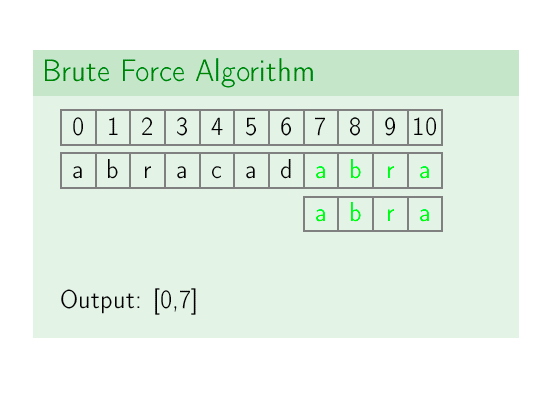 Brute Force Algorithm
0 1 2 3 4 5 6 7 8 9 10
a b r a c a d a b r a
a b r a
Output: [0,7]